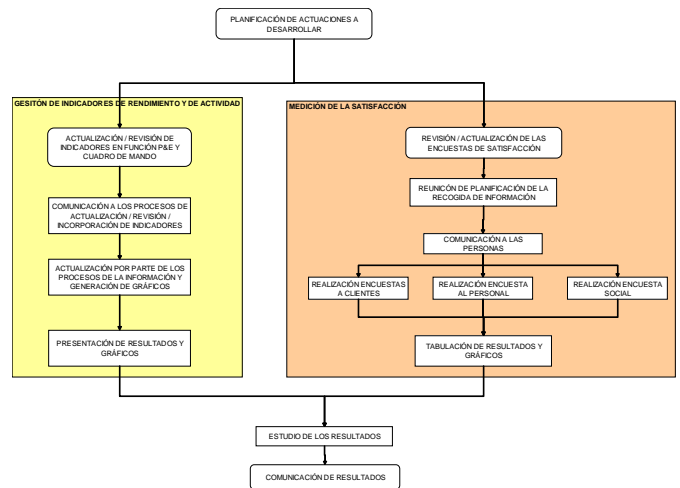 PLANIFICACIÓN DE ACTUACIONES A
DESARROLLAR
GESITÓN DE INDICADORES DE RENDIMIENTO Y DE ACTIVIDAD
ACTUALIZACIÓN / REVISIÓN DE
INDICADORES EN FUNCIÓN P&E Y
CUADRO DE MANDO
COMUNICACIÓN A LOS PROCESOS DE
ACTUALIZACIÓN / REVISIÓN /
INCORPORACIÓN DE INDICADORES
ACTUALIZACIÓN POR PARTE DE LOS
PROCESOS DE LA INFORMACIÓN Y
GENERACIÓN DE GRÁFICOS
PRESENTACIÓN DE RESULTADOS Y
GRÁFICOS
MEDICIÓN DE LA SATISFACCIÓN
REVISIÓN / ACTUALIZACIÓN DE LAS
ENCUESTAS DE SATISFACCIÓN
REUNICÓN DE PLANIFICACIÓN DE LA
RECOGIDA DE INFORMACIÓN
COMUNICACIÓN A LAS
PERSONAS
REALIZACIÓN ENCUESTAS
A CLIENTES
REALIZACIÓN ENCUESTA
AL PERSONAL
REALIZACIÓN ENCUESTA
SOCIAL
TABULACIÓN DE RESULTADOS Y
GRÁFICOS
ESTUDIO DE LOS RESULTADOS
COMUNICACIÓN DE RESULTADOS